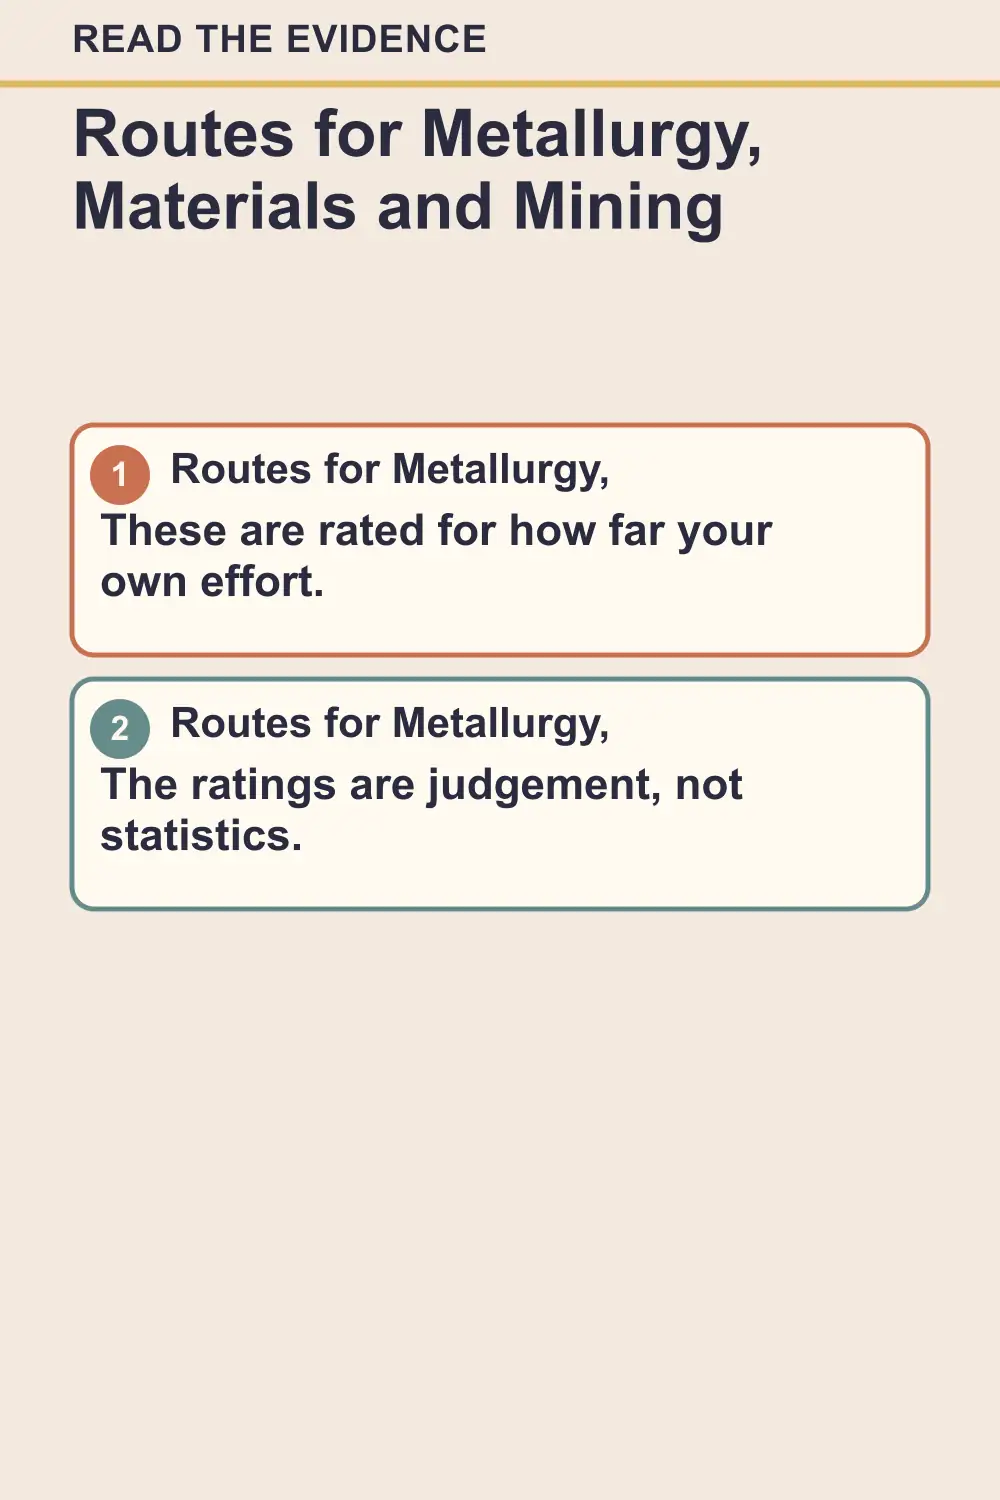 READ THE EVIDENCE
Routes for Metallurgy,
Materials and Mining
1 Routes for Metallurgy,
These are rated for how far your
own effort.
2 Routes for Metallurgy,
The ratings are judgement, not
statistics.